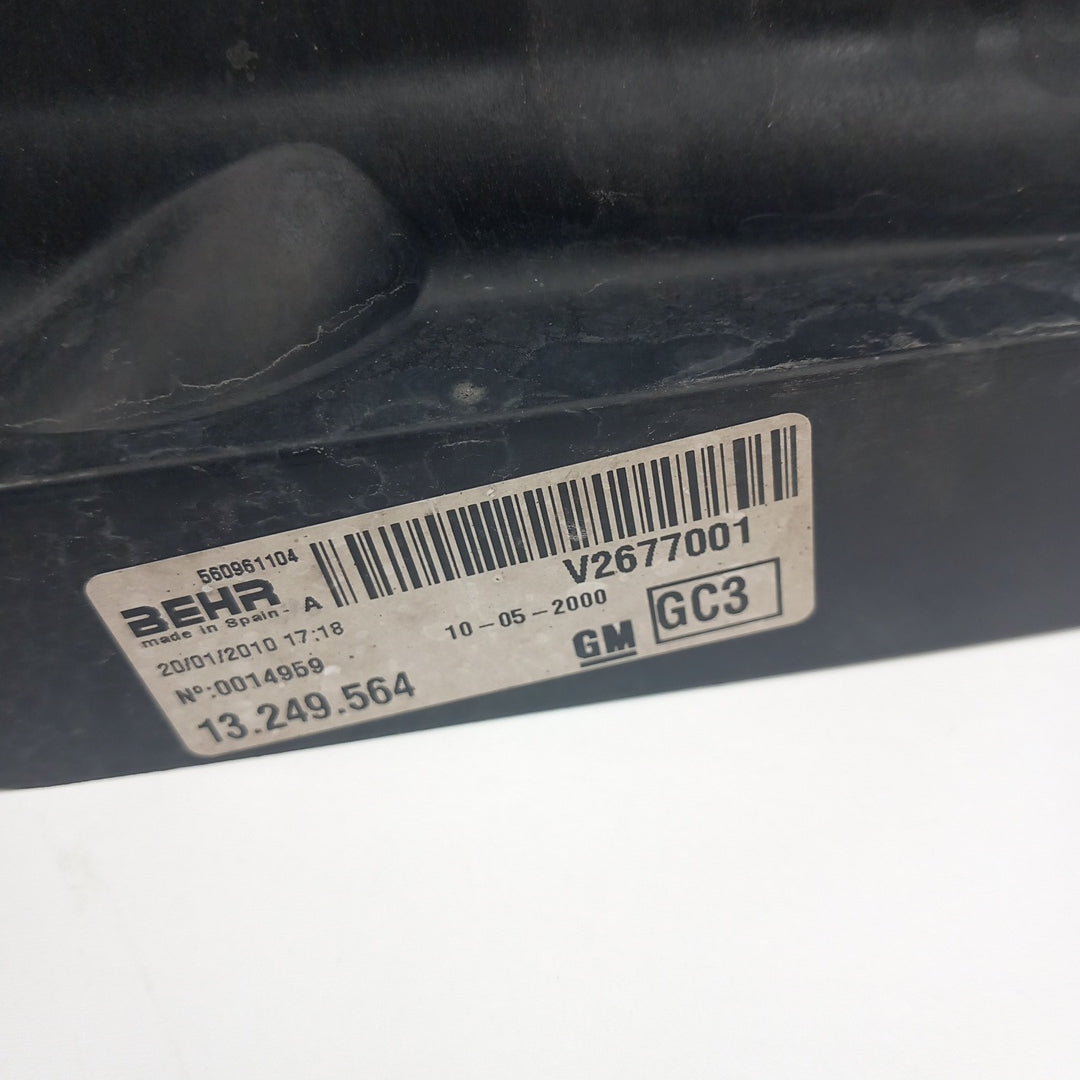 560961104
BEHR
made in Spain - A
V2677001
20/01/2010 17:18
10-05-2000
GM
GC3
Nº:0014959
13.249.564